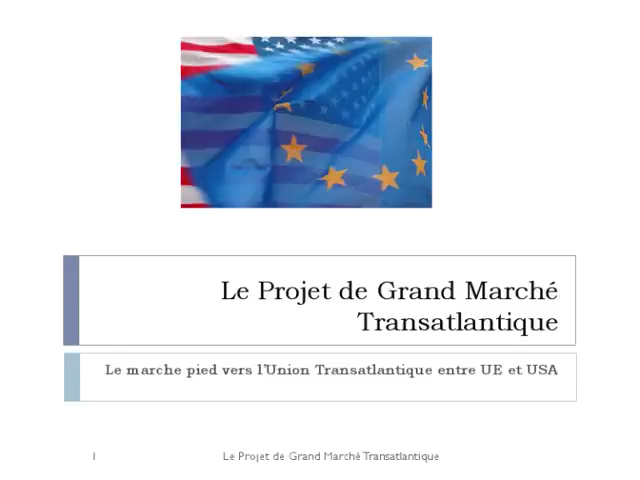 Le Projet de Grand Marché
Transatlantique
Le marche pied vers l'Union Transatlantique entre UE et USA
1
Le Projet de Grand Marché Transatlantique